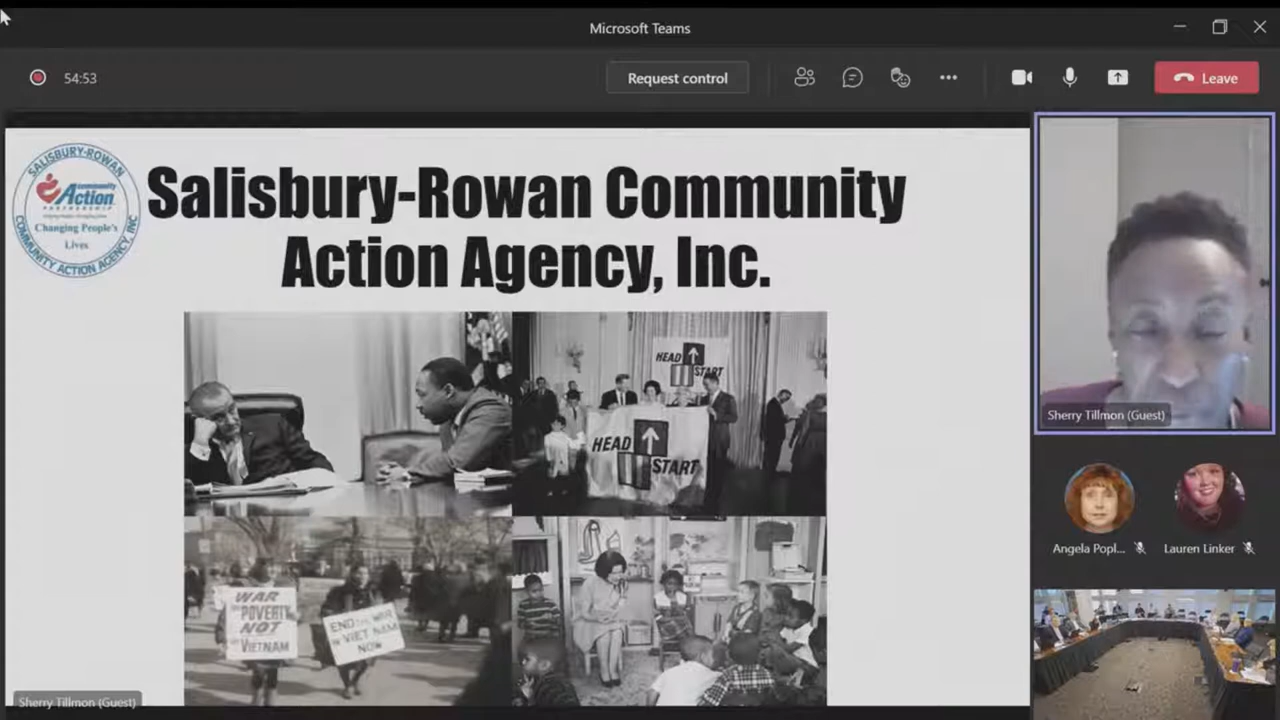 Microsoft Teams
54:53
Request control
Leave
SALISBURY-ROWAN
community
Action
PARTNERSHIP
Changing People's
Lives
COMMUNITY ACTION AGENCY, INC
Salisbury-Rowan Community
Action Agency, Inc.
HEAD
START
HEAD
START
WAR
POVERTY
NOT
VIETNAM
END THE WAR
IN VIET NAM
NOW
Sherry Tillmon (Guest)
Sherry Tillmon (Guest)
Angela Popl...
Lauren Linker